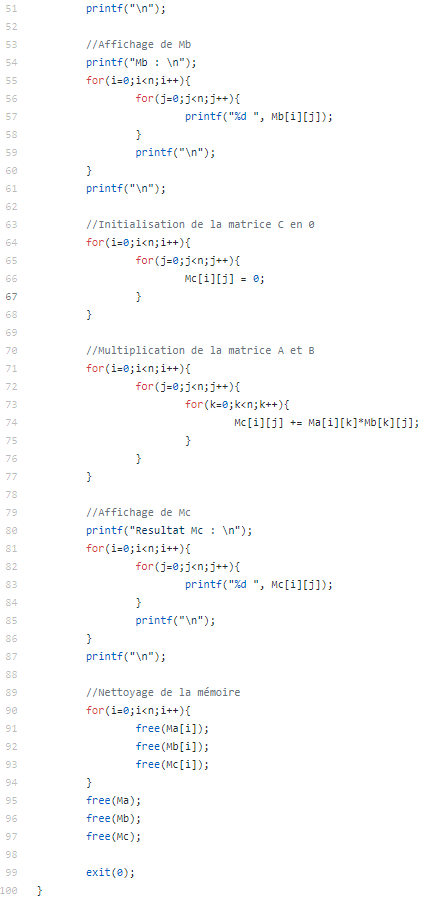 51 printf("\n");
52
53 //Affichage de Mb
54 printf("Mb : \n");
55 for(i=0;i<n;i++){
56 for(j=0;j<n;j++){
57 printf("%d ", Mb[i][j]);
58 }
59 printf("\n");
60 }
61 printf("\n");
62
63 //Initialisation de la matrice C en 0
64 for(i=0;i<n;i++){
65 for(j=0;j<n;j++){
66 Mc[i][j] = 0;
67 }
68 }
69
70 //Multiplication de la matrice A et B
71 for(i=0;i<n;i++){
72 for(j=0;j<n;j++){
73 for(k=0;k<n;k++){
74 Mc[i][j] += Ma[i][k]*Mb[k][j];
75 }
76 }
77 }
78
79 //Affichage de Mc
80 printf("Resultat Mc : \n");
81 for(i=0;i<n;i++){
82 for(j=0;j<n;j++){
83 printf("%d ", Mc[i][j]);
84 }
85 printf("\n");
86 }
87 printf("\n");
88
89 //Nettoyage de la mémoire
90 for(i=0;i<n;i++){
91 free(Ma[i]);
92 free(Mb[i]);
93 free(Mc[i]);
94 }
95 free(Ma);
96 free(Mb);
97 free(Mc);
98
99 exit(0);
100 }